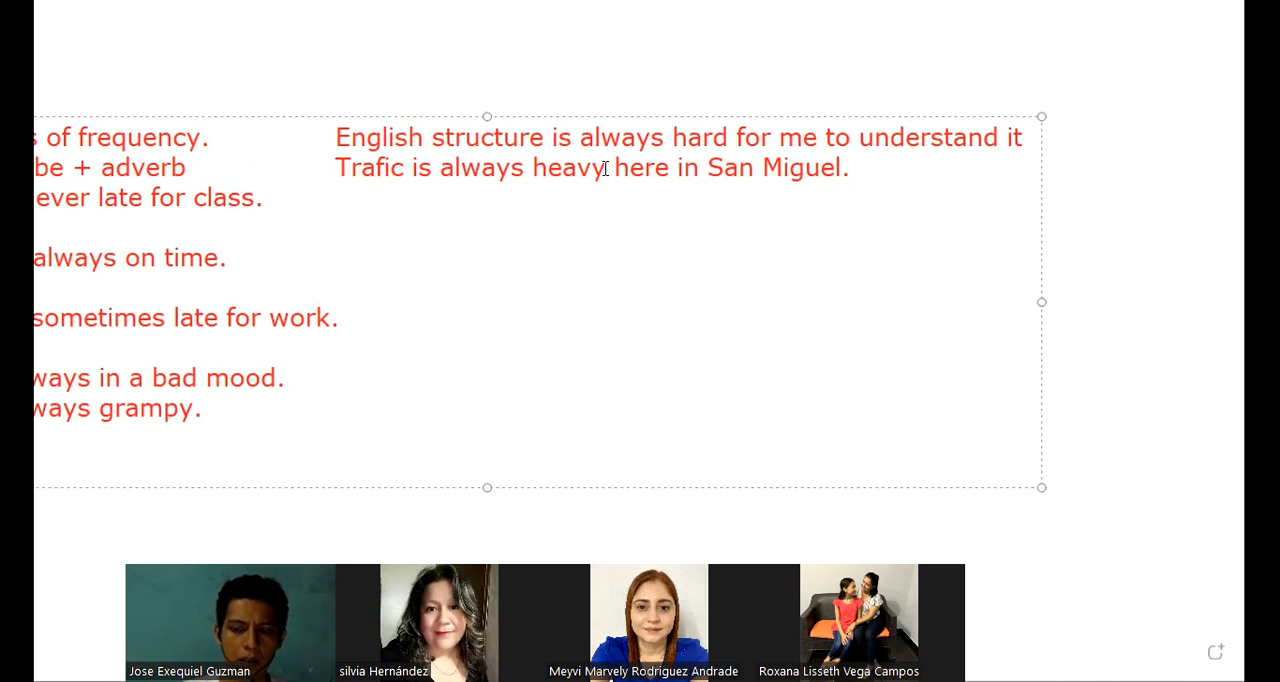 s of frequency.
be + adverb
ever late for class.
always on time.
sometimes late for work.
ways in a bad mood.
ways grampy.
English structure is always hard for me to understand it
Trafic is always heavy here in San Miguel.
Jose Exequiel Guzman
silvia Hernández
Meyvi Marvely Rodriguez Andrade
Roxana Lisseth Vega Campos